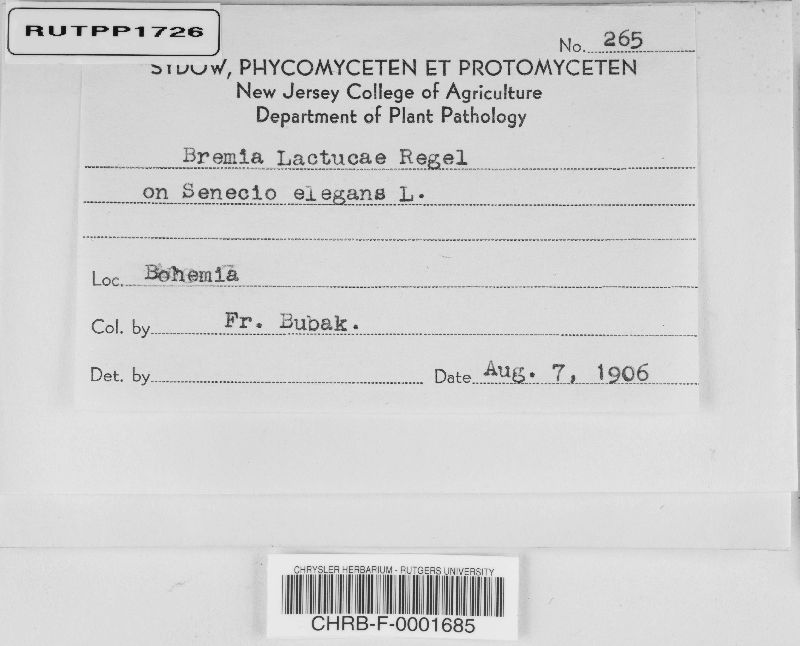 RUTPP1726
No. 265
SYDOW, PHYCOMYCETEN ET PROTOMYCETEN
New Jersey College of Agriculture
Department of Plant Pathology
Bremia Lactucae Regel
on Senecio elegans L.
Loc. Bohemia
Col. by Fr. Bubak.
Det. by Date Aug. 7, 1906
CHRYSLER HERBARIUM - RUTGERS UNIVERSITY
CHRB-F-0001685